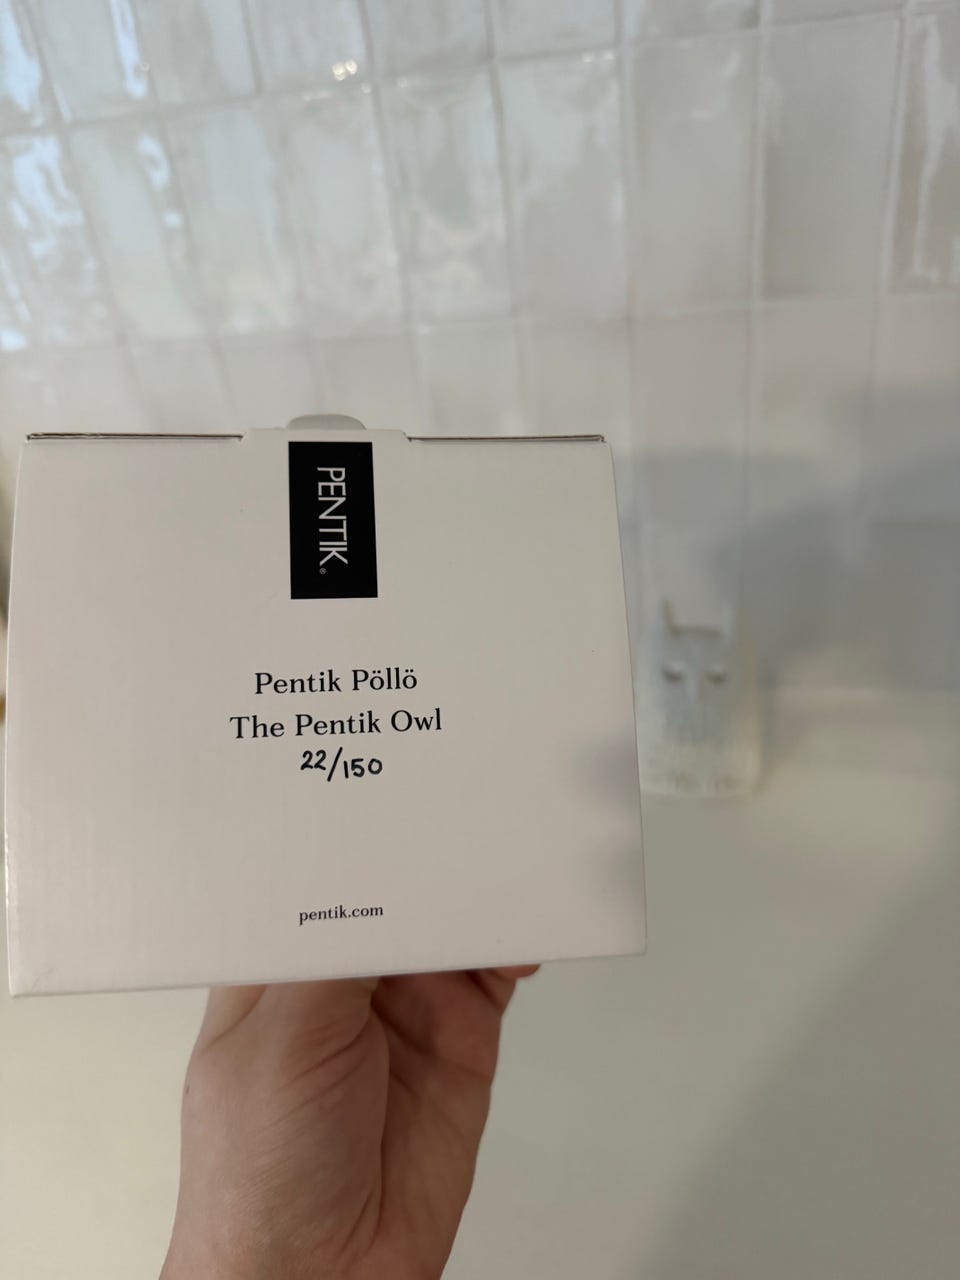 PENTIK®
Pentik Pöllö
The Pentik Owl
22/150
pentik.com